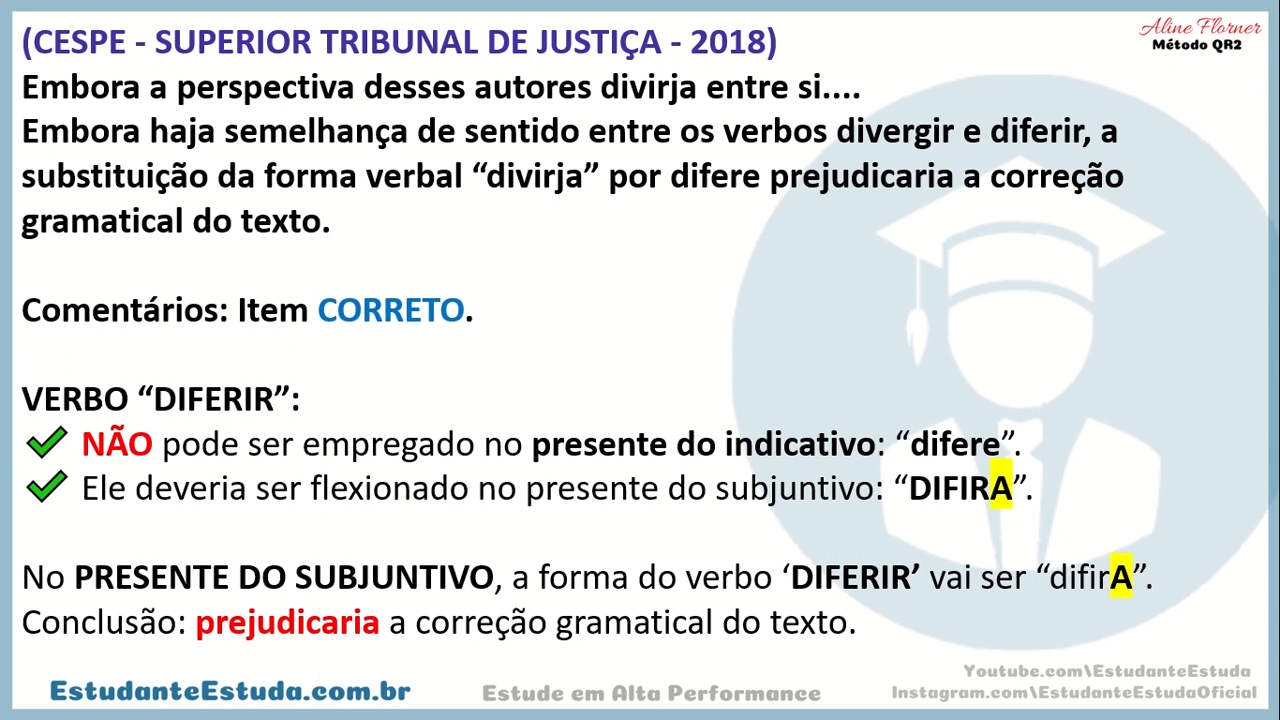 Aline Florner
Método QR2
(CESPE - SUPERIOR TRIBUNAL DE JUSTIÇA - 2018)
Embora a perspectiva desses autores divirja entre si....
Embora haja semelhança de sentido entre os verbos divergir e diferir, a
substituição da forma verbal “divirja” por difere prejudicaria a correção
gramatical do texto.
Comentários: Item CORRETO.
VERBO “DIFERIR”:
NÃO pode ser empregado no presente do indicativo: “difere”.
Ele deveria ser flexionado no presente do subjuntivo: “DIFIRA”.
No PRESENTE DO SUBJUNTIVO, a forma do verbo ‘DIFERIR’ vai ser “difirA”.
Conclusão: prejudicaria a correção gramatical do texto.
EstudanteEstuda.com.br
Estude em Alta Performance
Youtube.com\EstudanteEstuda
Instagram.com\EstudanteEstudaOficial